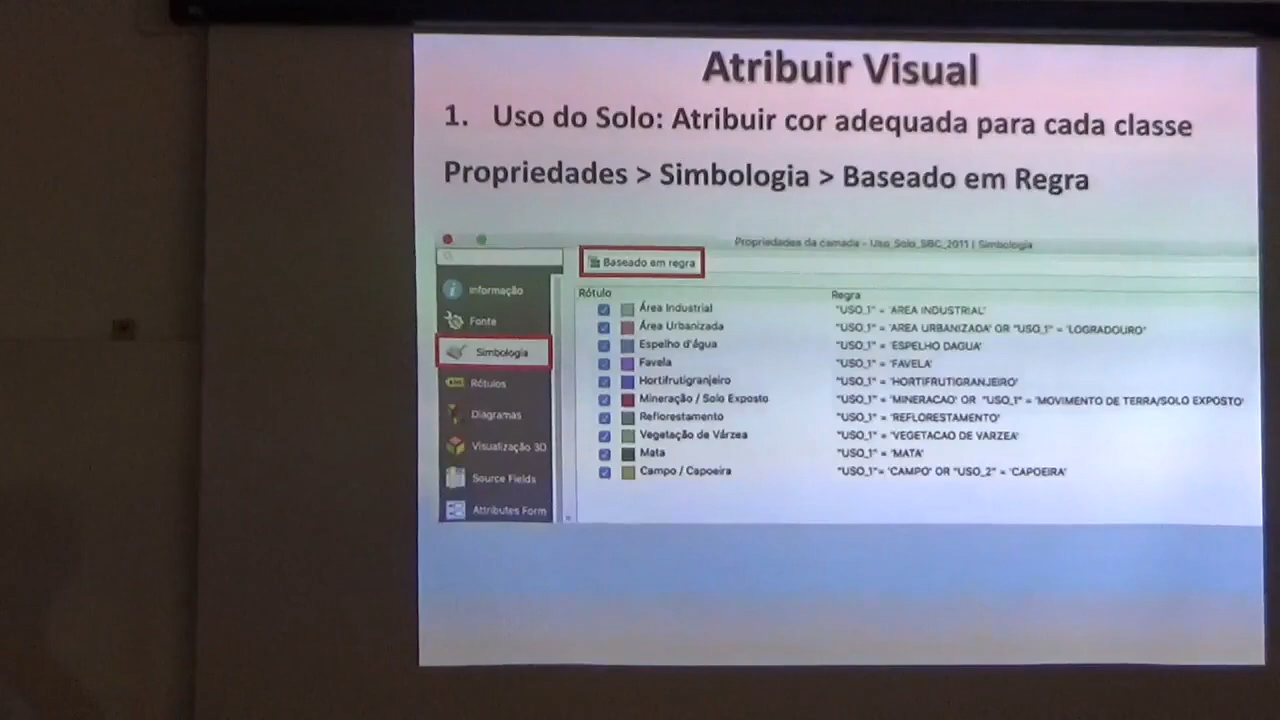 Atribuir Visual
1. Uso do Solo: Atribuir cor adequada para cada classe
Propriedades > Simbologia > Baseado em Regra
Propriedades da camada - Uso_Solo_SBC_2011 | Simbologia
Baseado em regra
Informação
Fonte
Simbologia
Rótulos
Diagramas
Visualização 3D
Source Fields
Attributes Form
Rótulo Regra
Área Industrial "USO_1" = 'AREA INDUSTRIAL'
Área Urbanizada "USO_1" = 'AREA URBANIZADA' OR "USO_1" = 'LOGRADOURO'
Espelho d'água "USO_1" = 'ESPELHO DAGUA'
Favela "USO_1" = 'FAVELA'
Hortifrutigranjeiro "USO_1" = 'HORTIFRUTIGRANJEIRO'
Mineração / Solo Exposto "USO_1" = 'MINERACAO' OR "USO_1" = 'MOVIMENTO DE TERRA/SOLO EXPOSTO'
Reflorestamento "USO_1" = 'REFLORESTAMENTO'
Vegetação de Várzea "USO_1" = 'VEGETACAO DE VARZEA'
Mata "USO_1" = 'MATA'
Campo / Capoeira "USO_1"= 'CAMPO' OR "USO_2" = 'CAPOEIRA'